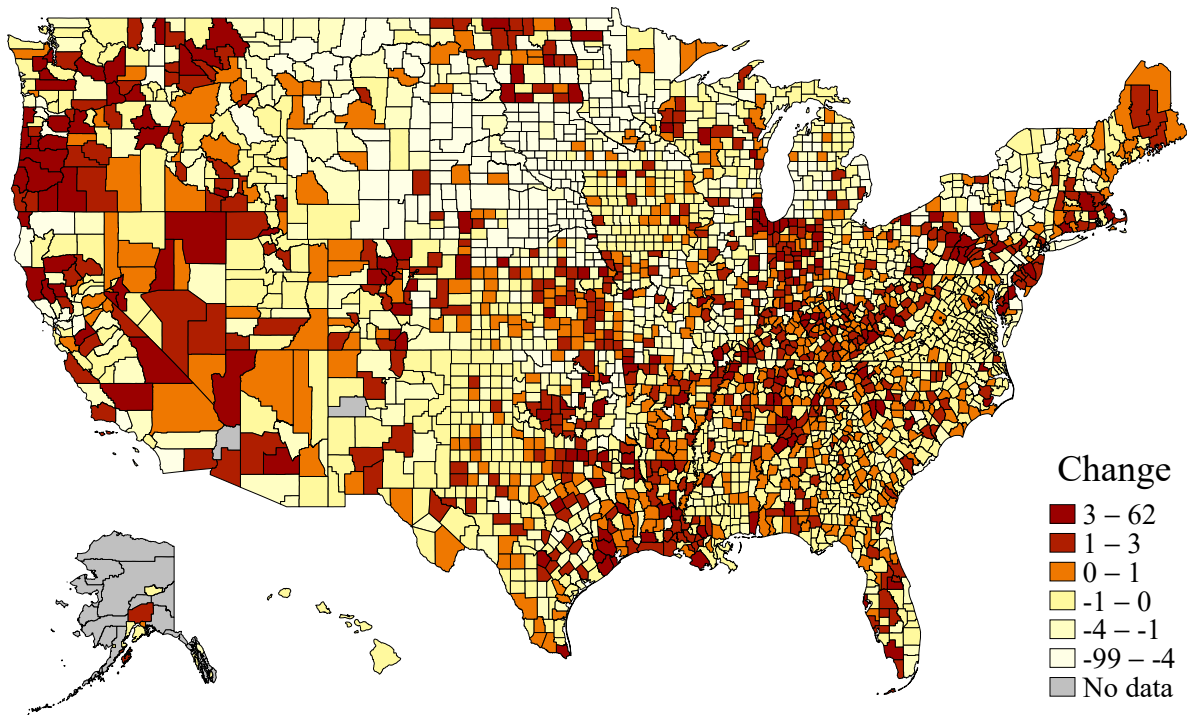 Change
3 – 62
1 – 3
0 – 1
-1 – 0
-4 – -1
-99 – -4
No data